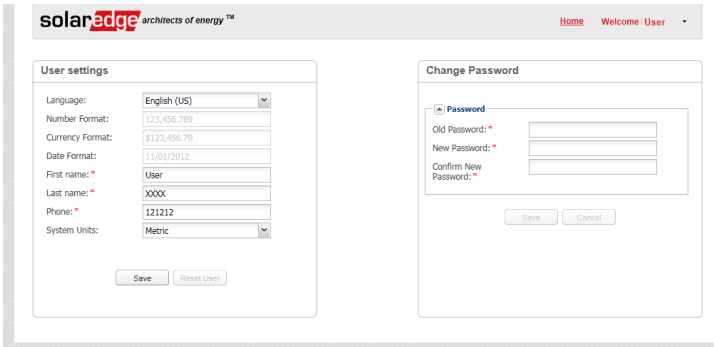 solaredge architects of energy ™
Home Welcome | User
User settings
Language: English (US)
Number Format: 123,456.789
Currency Format: $123,456.79
Date Format: 11/01/2012
First name: * User
Last name: * XXXX
Phone: * 121212
System Units: Metric
Save Reset User
Change Password
Password
Old Password: *
New Password: *
Confirm New
Password: *
Save Cancel